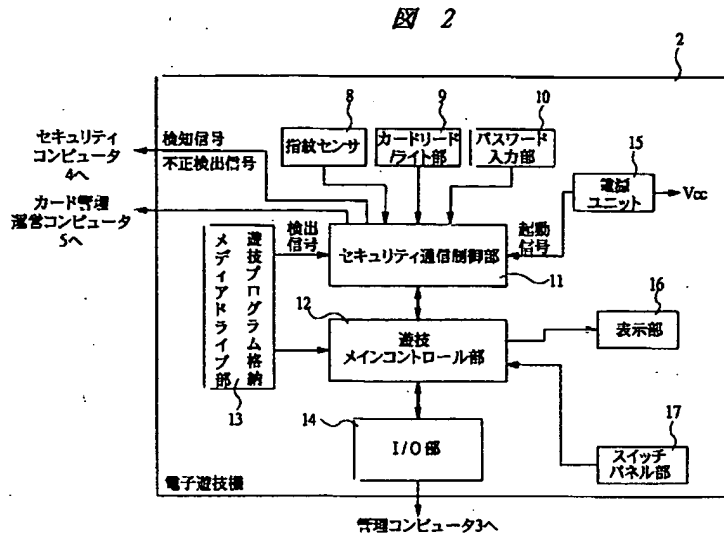 図 2
2
8
9
10
セキュリティ
コンピュータ
4へ
検知信号
不正検出信号
指紋センサ
カードリード
/ライト部
パスワード
入力部
15
電源
ユニット
Vcc
カード管理
運営コンピュータ
5へ
検出
信号
起動
信号
セキュリティ通信制御部
11
遊技プログラム格納
メディアドライブ部
13
12
遊技
メインコントロール部
16
表示部
14
I/O部
17
スイッチ
パネル部
電子遊技機
管理コンピュータ3へ